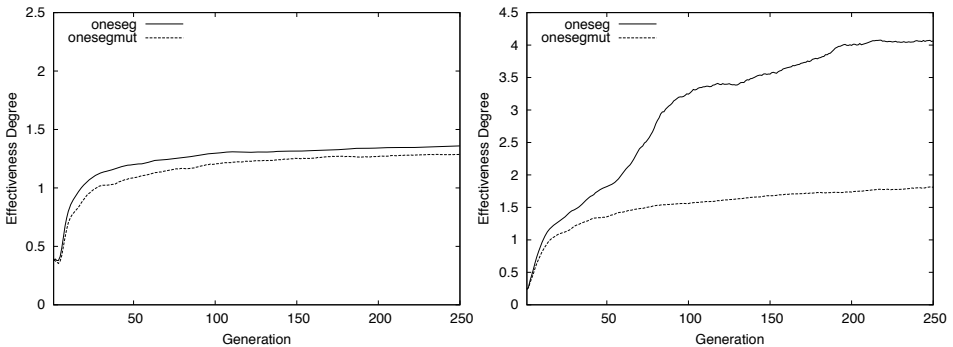 2.5
2
1.5
1
0.5
0
Effectiveness Degree
oneseg
onesegmut
50 100 150 200 250
Generation
4.5
4
3.5
3
2.5
2
1.5
1
0.5
0
Effectiveness Degree
oneseg
onesegmut
50 100 150 200 250
Generation